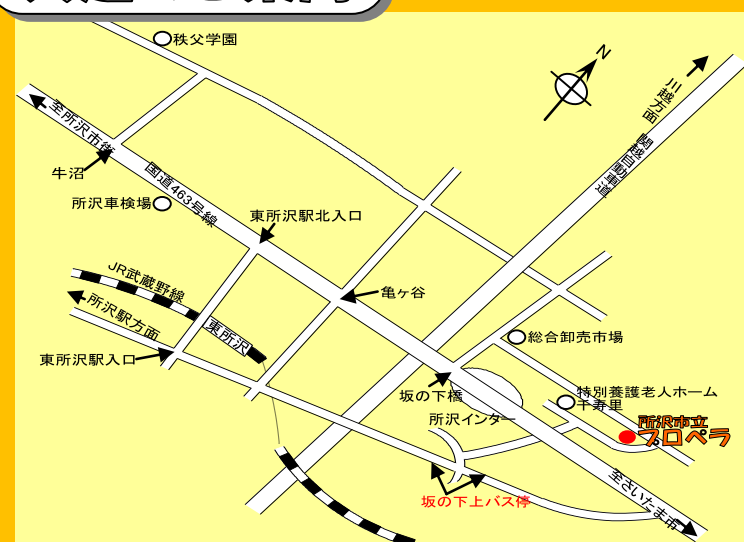 秩父学園
N
川越方面
関越自動車道
至所沢市街
牛沼
国道463号線
所沢車検場
東所沢駅北入口
JR武蔵野線
亀ヶ谷
所沢駅方面
東所沢
総合卸売市場
東所沢駅入口
坂の下橋
特別養護老人ホーム
千寿里
所沢インター
所沢市立
プロペラ
至さいたま市
坂の下上バス停